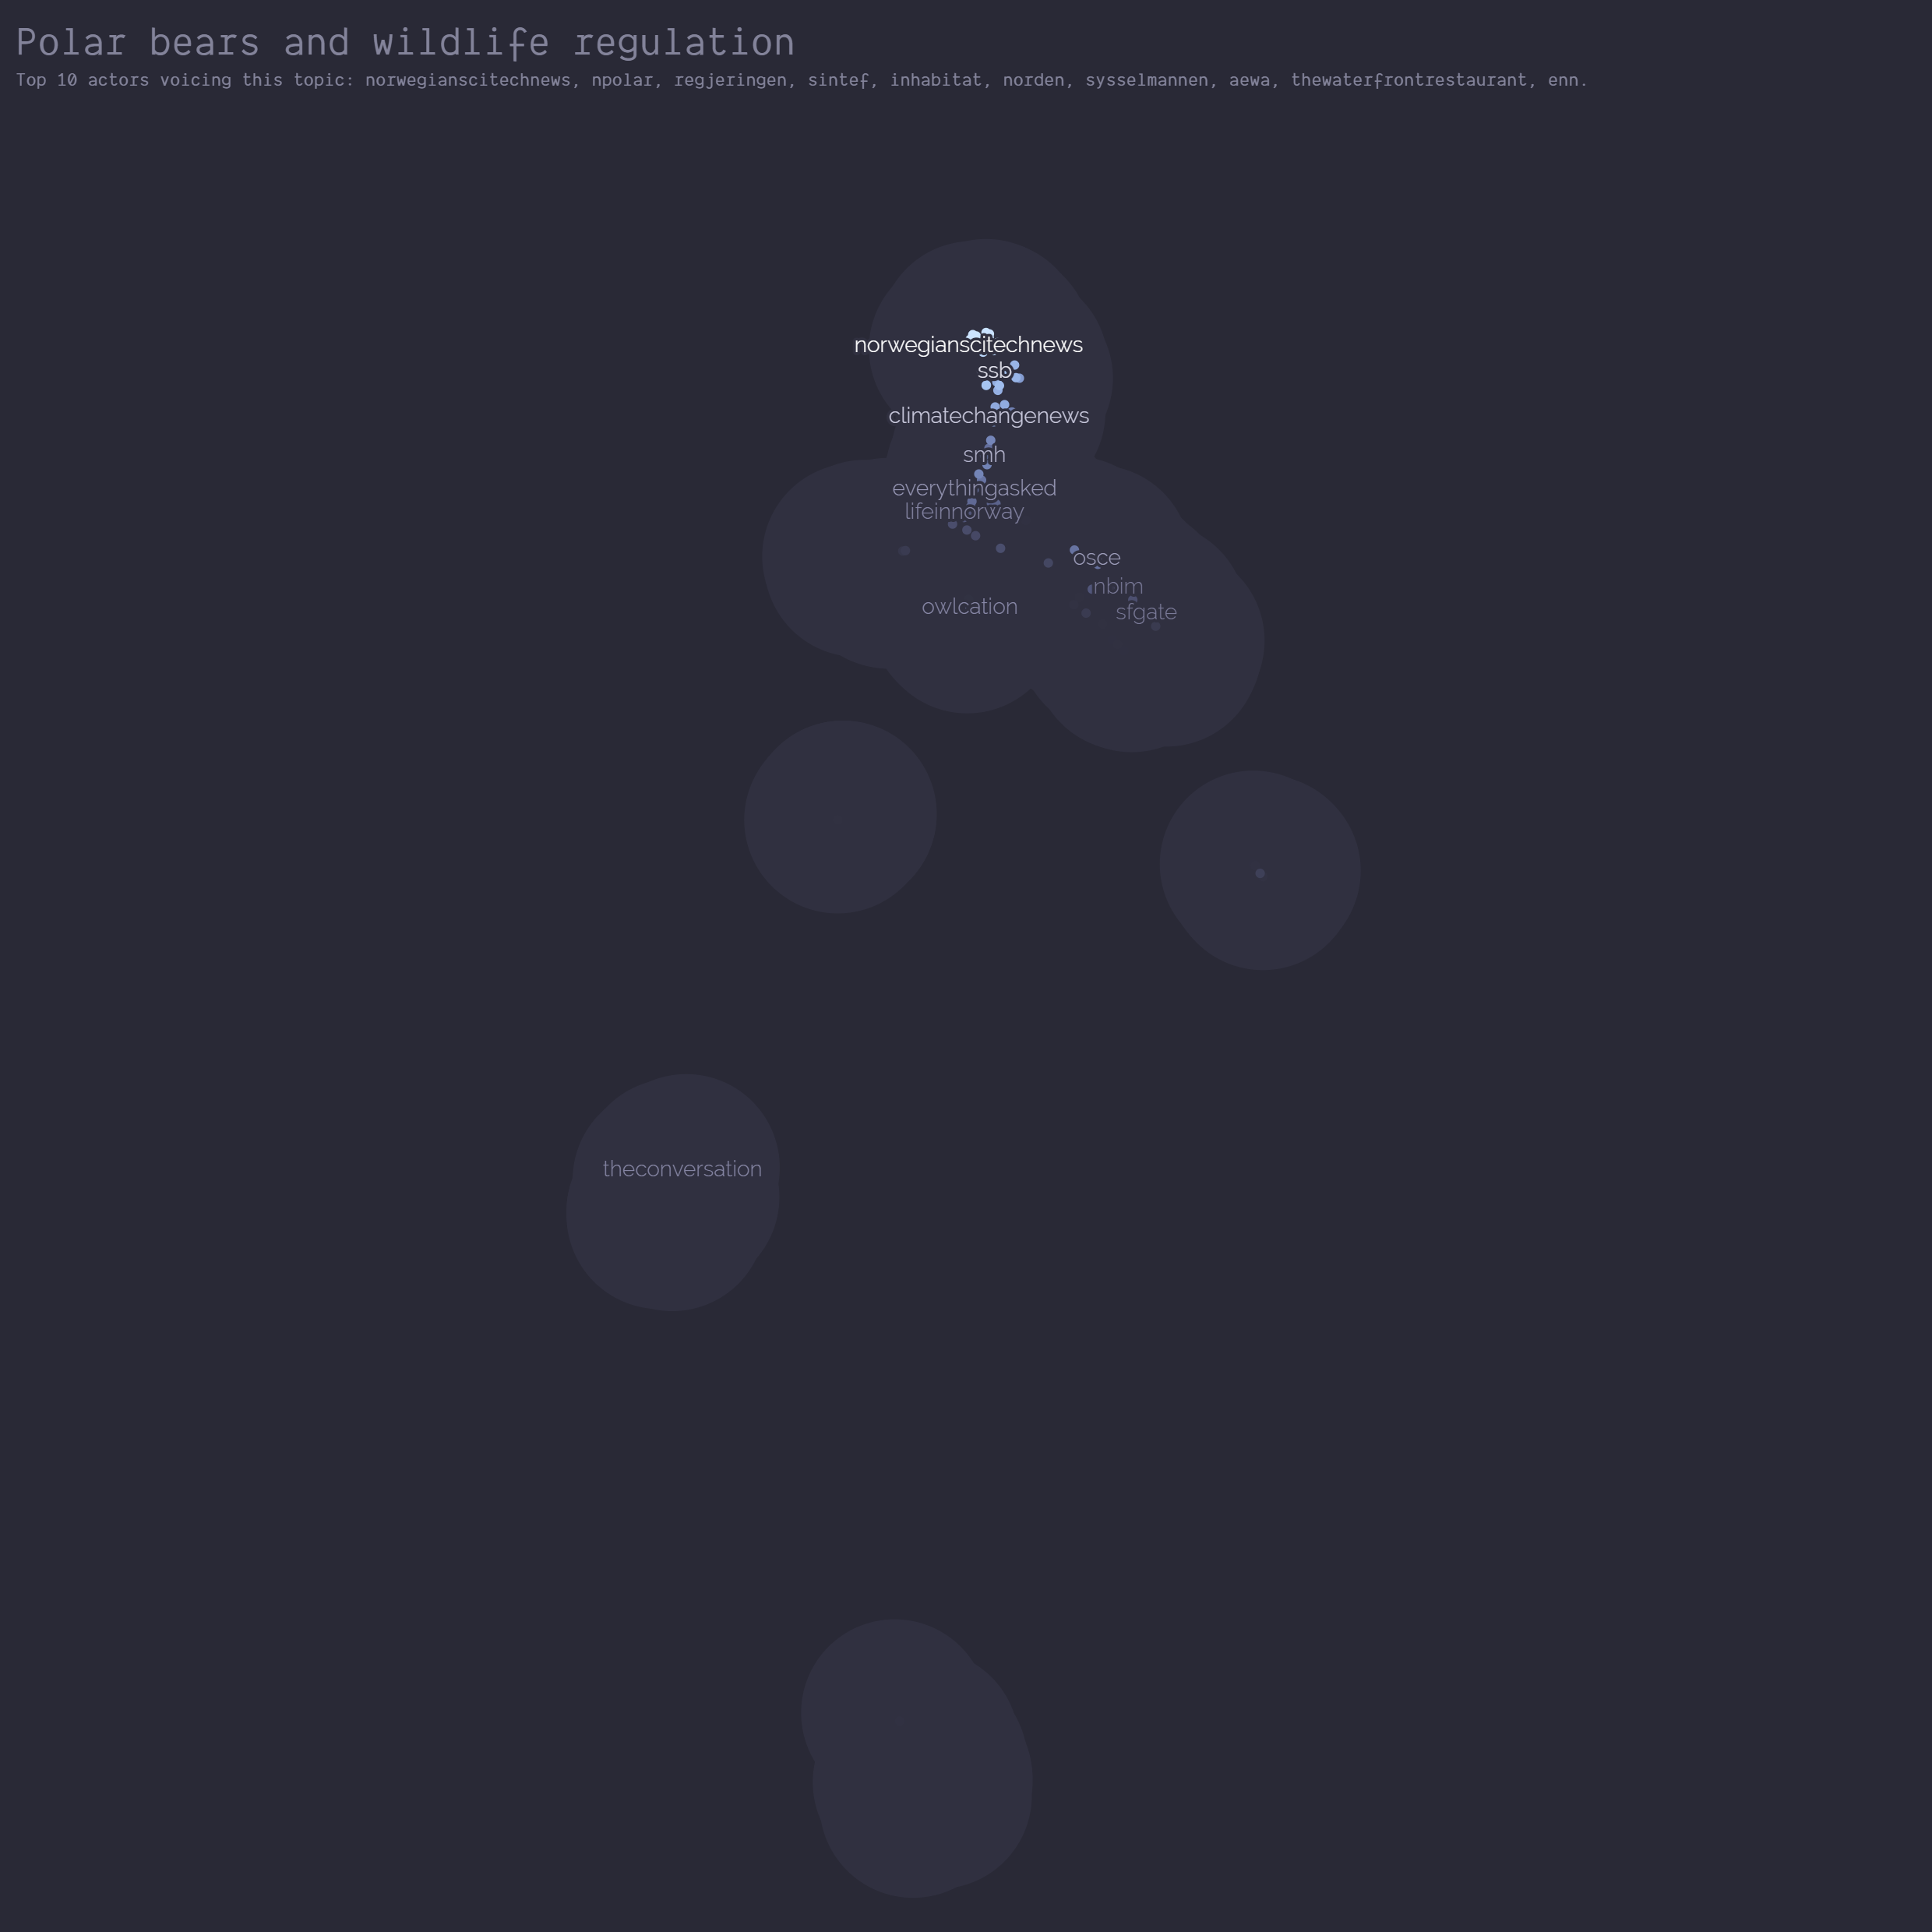 Polar bears and wildlife regulation
Top 10 actors voicing this topic: norwegianscitechnews, npolar, regjeringen, sintef, inhabitat, norden, sysselmannen, aewa, thewaterfrontrestaurant, enn.
norwegianscitechnews
ssb
climatechangenews
smh
everythingasked
lifeinnorway
osce
nbim
owlcation
sfgate
theconversation